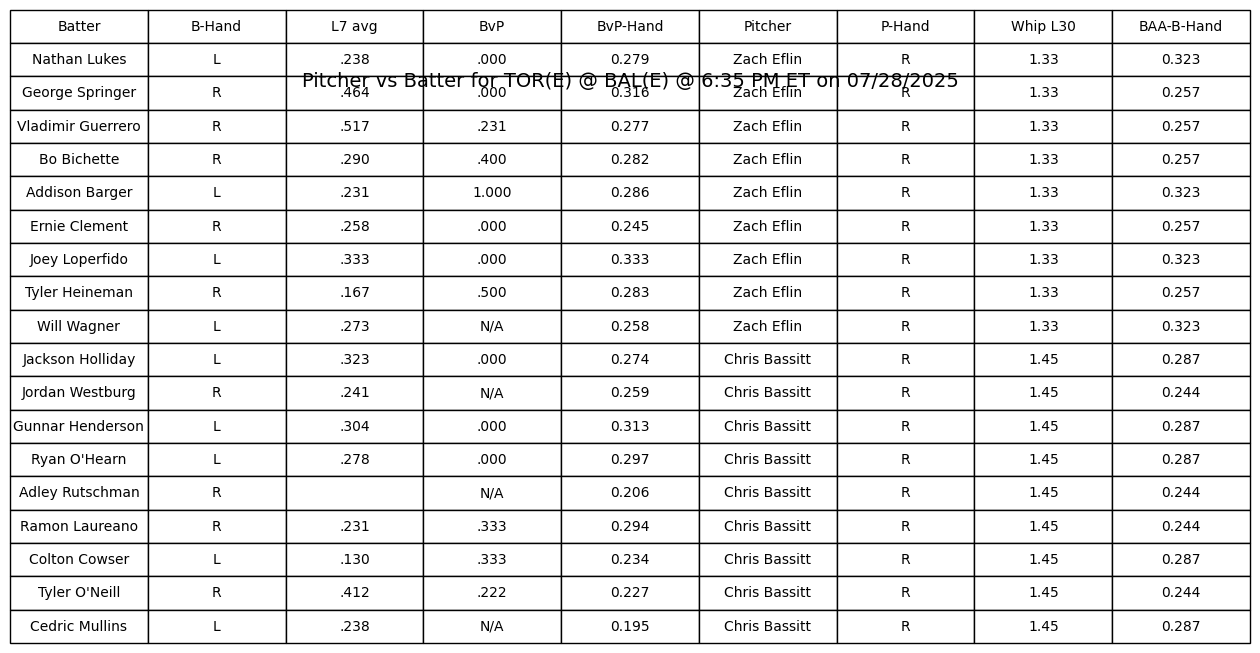 Batter B-Hand L7 avg BvP BvP-Hand Pitcher P-Hand Whip L30 BAA-B-Hand
Nathan Lukes L .238 .000 0.279 Zach Eflin R 1.33 0.323
Pitcher vs Batter for TOR(E) @ BAL(E) @ 6:35 PM ET on 07/28/2025
George Springer R .464 .000 0.316 Zach Eflin R 1.33 0.257
Vladimir Guerrero R .517 .231 0.277 Zach Eflin R 1.33 0.257
Bo Bichette R .290 .400 0.282 Zach Eflin R 1.33 0.257
Addison Barger L .231 1.000 0.286 Zach Eflin R 1.33 0.323
Ernie Clement R .258 .000 0.245 Zach Eflin R 1.33 0.257
Joey Loperfido L .333 .000 0.333 Zach Eflin R 1.33 0.323
Tyler Heineman R .167 .500 0.283 Zach Eflin R 1.33 0.257
Will Wagner L .273 N/A 0.258 Zach Eflin R 1.33 0.323
Jackson Holliday L .323 .000 0.274 Chris Bassitt R 1.45 0.287
Jordan Westburg R .241 N/A 0.259 Chris Bassitt R 1.45 0.244
Gunnar Henderson L .304 .000 0.313 Chris Bassitt R 1.45 0.287
Ryan O'Hearn L .278 .000 0.297 Chris Bassitt R 1.45 0.287
Adley Rutschman R N/A 0.206 Chris Bassitt R 1.45 0.244
Ramon Laureano R .231 .333 0.294 Chris Bassitt R 1.45 0.244
Colton Cowser L .130 .333 0.234 Chris Bassitt R 1.45 0.287
Tyler O'Neill R .412 .222 0.227 Chris Bassitt R 1.45 0.244
Cedric Mullins L .238 N/A 0.195 Chris Bassitt R 1.45 0.287